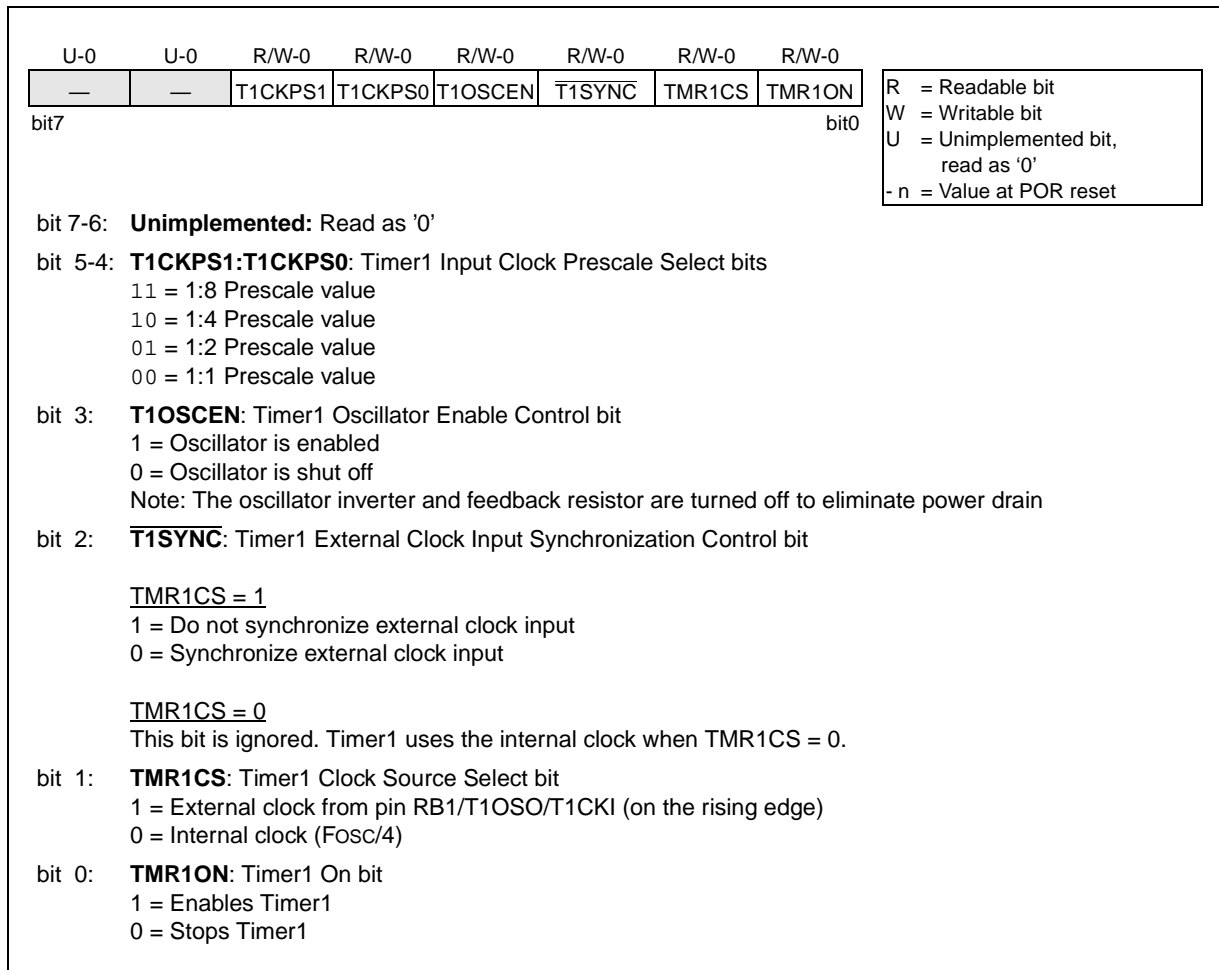 U-0 U-0 R/W-0 R/W-0 R/W-0 R/W-0 R/W-0 R/W-0
— — T1CKPS1 T1CKPS0 T1OSCEN T1SYNC TMR1CS TMR1ON
bit7 bit0
R = Readable bit
W = Writable bit
U = Unimplemented bit,
read as ‘0’
- n = Value at POR reset
bit 7-6: Unimplemented: Read as '0'
bit 5-4: T1CKPS1:T1CKPS0: Timer1 Input Clock Prescale Select bits
11 = 1:8 Prescale value
10 = 1:4 Prescale value
01 = 1:2 Prescale value
00 = 1:1 Prescale value
bit 3: T1OSCEN: Timer1 Oscillator Enable Control bit
1 = Oscillator is enabled
0 = Oscillator is shut off
Note: The oscillator inverter and feedback resistor are turned off to eliminate power drain
bit 2: T1SYNC: Timer1 External Clock Input Synchronization Control bit
TMR1CS = 1
1 = Do not synchronize external clock input
0 = Synchronize external clock input
TMR1CS = 0
This bit is ignored. Timer1 uses the internal clock when TMR1CS = 0.
bit 1: TMR1CS: Timer1 Clock Source Select bit
1 = External clock from pin RB1/T1OSO/T1CKI (on the rising edge)
0 = Internal clock (FOSC/4)
bit 0: TMR1ON: Timer1 On bit
1 = Enables Timer1
0 = Stops Timer1